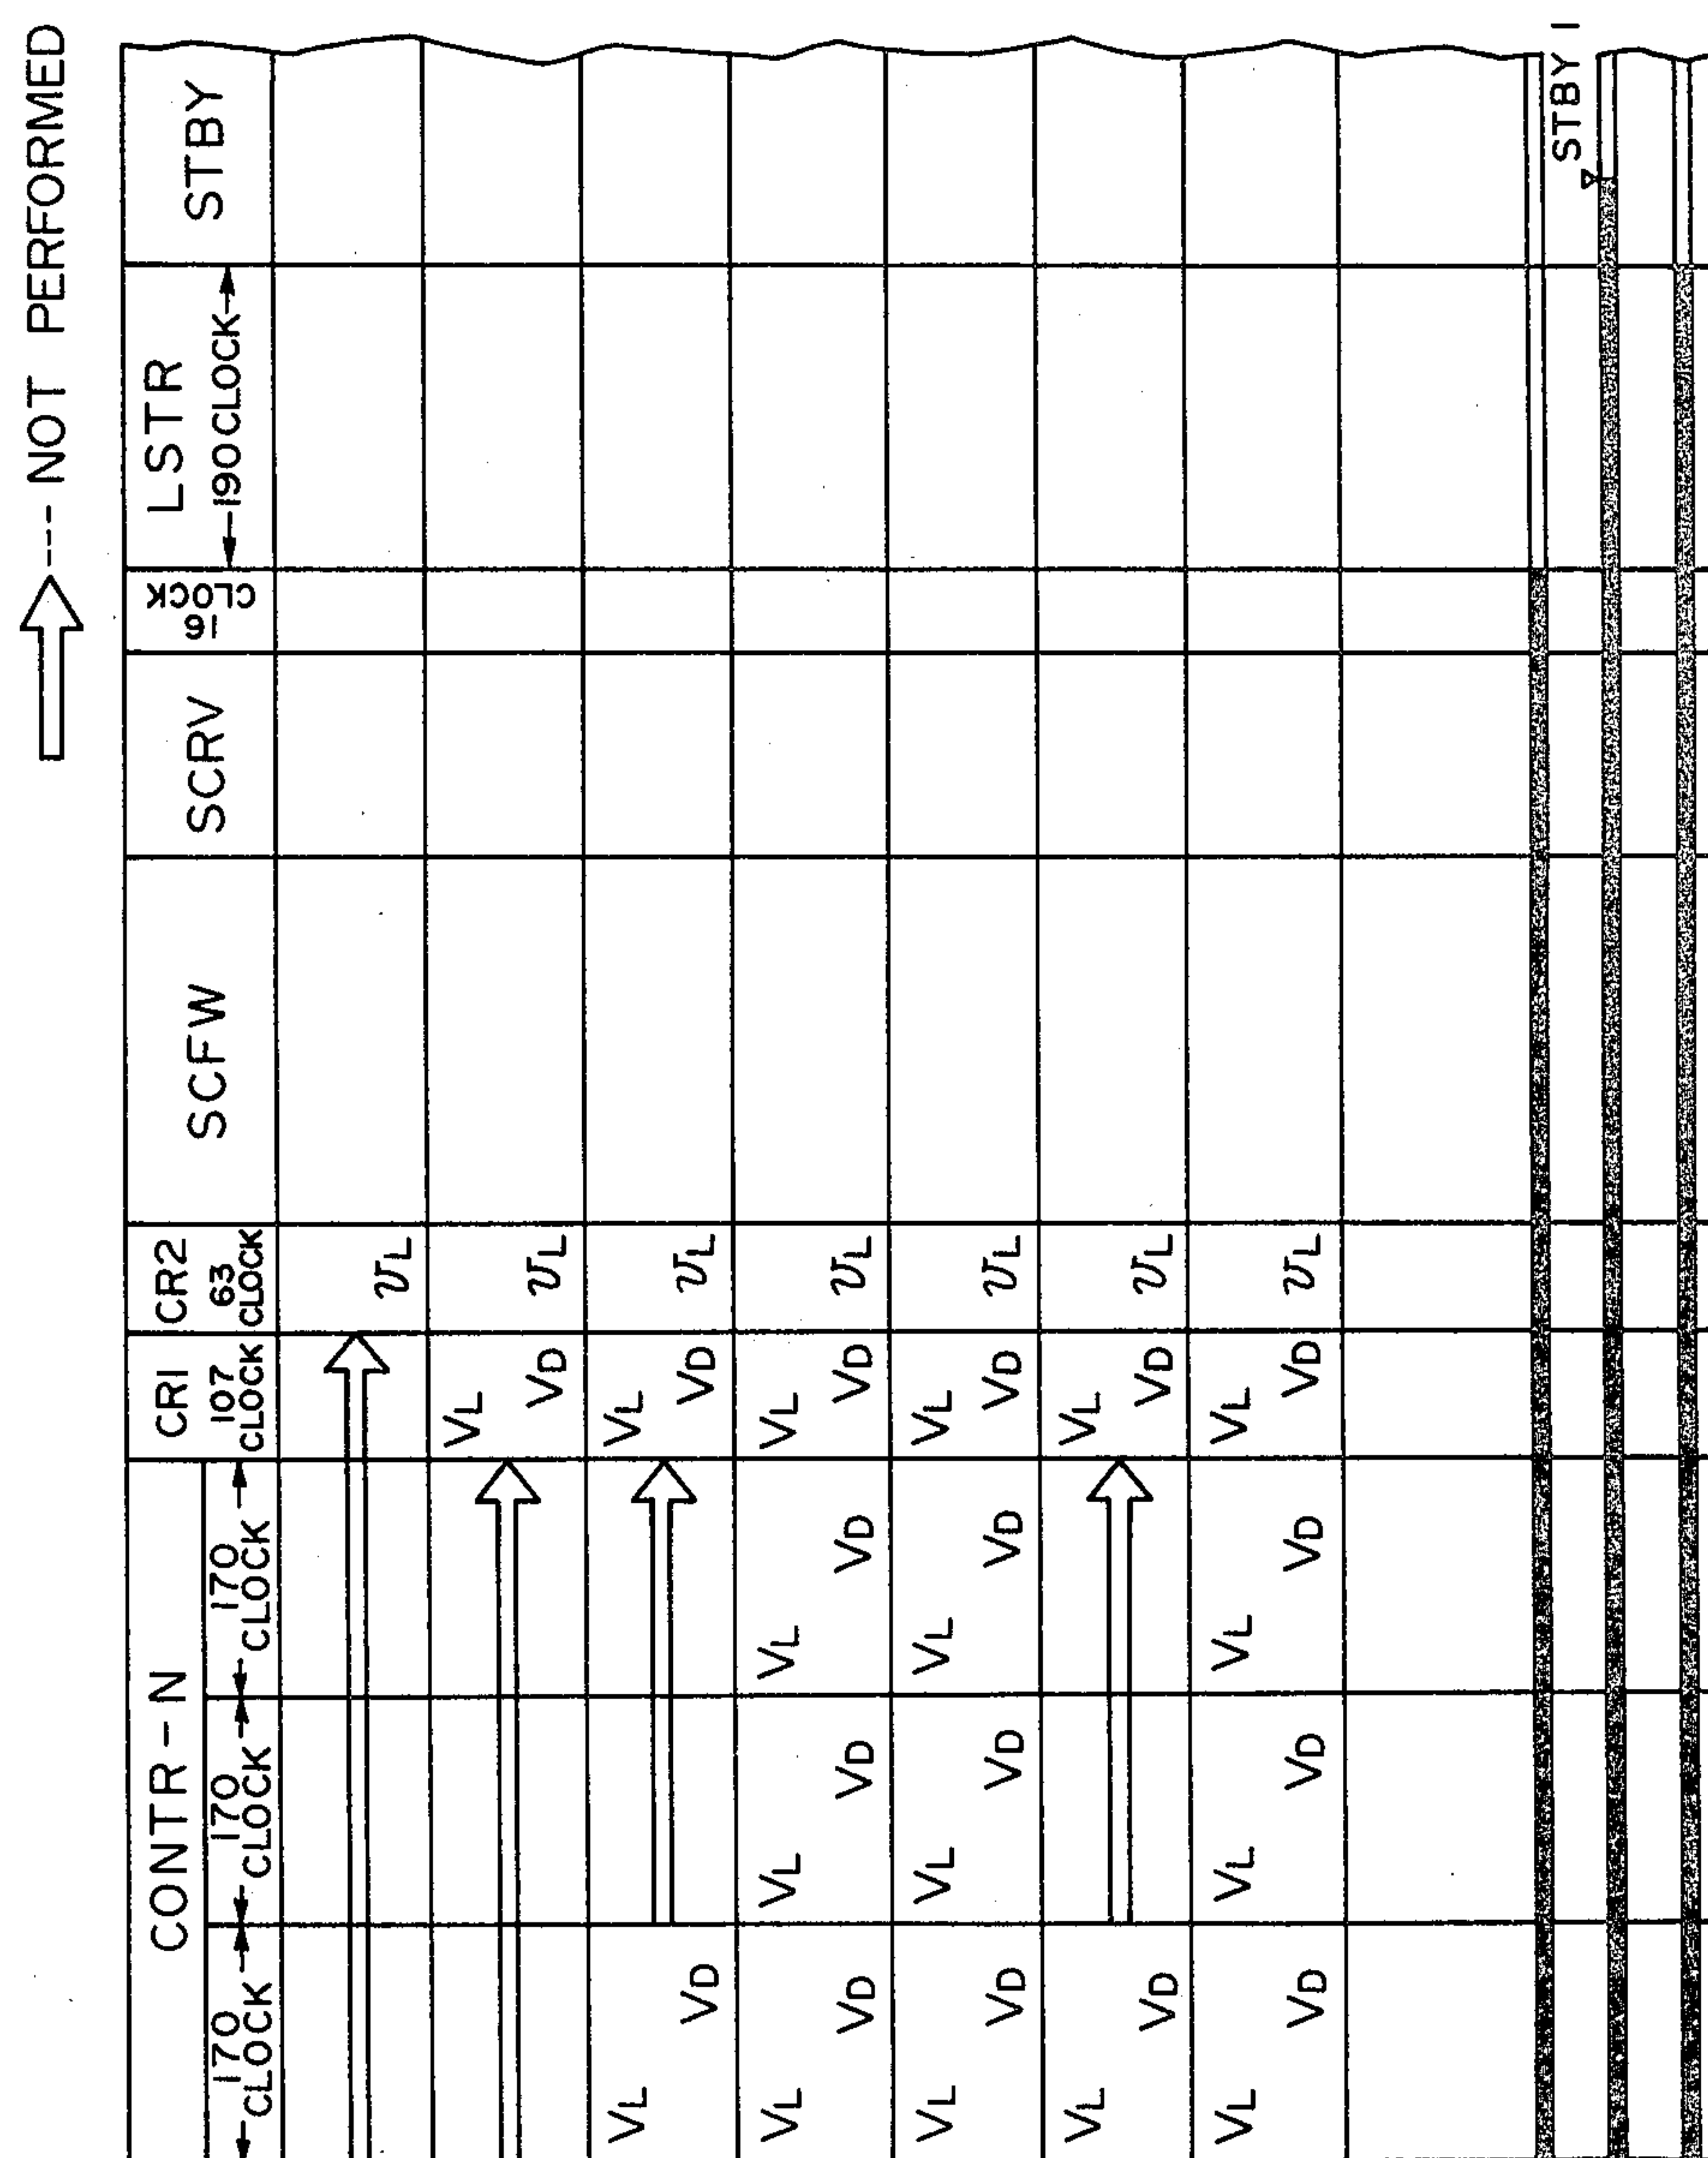 --- NOT PERFORMED
CONTR-N CR1 CR2 SCFW SCRV 16 CLOCK LSTR STBY
170 CLOCK 170 CLOCK 170 CLOCK 107 CLOCK 63 CLOCK 190 CLOCK
vL
VL VD vL
VL VD VL VD vL
VL VD VL VD VL VD VL VD vL
VL VD VL VD VL VD VL VD vL
VL VD VL VD vL
VL VD VL VD VL VD VL VD vL
STBY 1